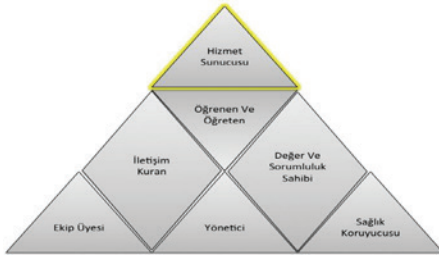 Hizmet
Sunucusu
Öğrenen Ve
Öğreten
İletişim
Kuran
Değer Ve
Sorumluluk
Sahibi
Ekip Üyesi
Yönetici
Sağlık
Koruyucusu